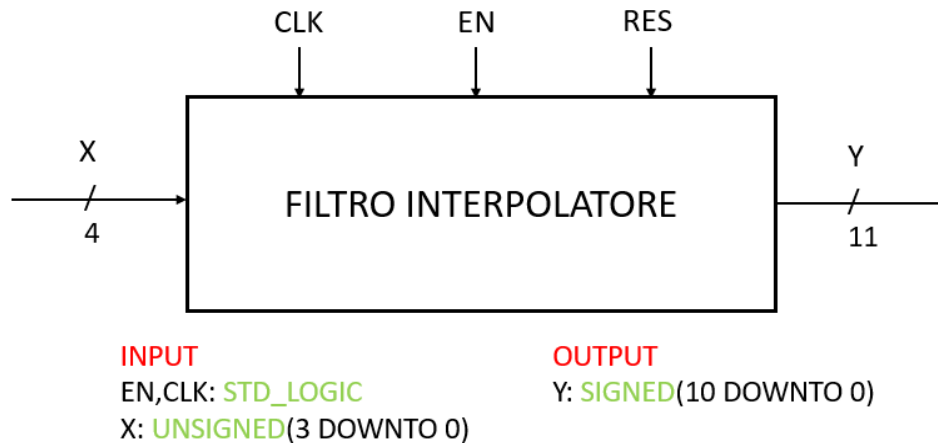 CLK EN RES
X Y
FILTRO INTERPOLATORE
4 11
INPUT OUTPUT
EN,CLK: STD_LOGIC Y: SIGNED(10 DOWNTO 0)
X: UNSIGNED(3 DOWNTO 0)